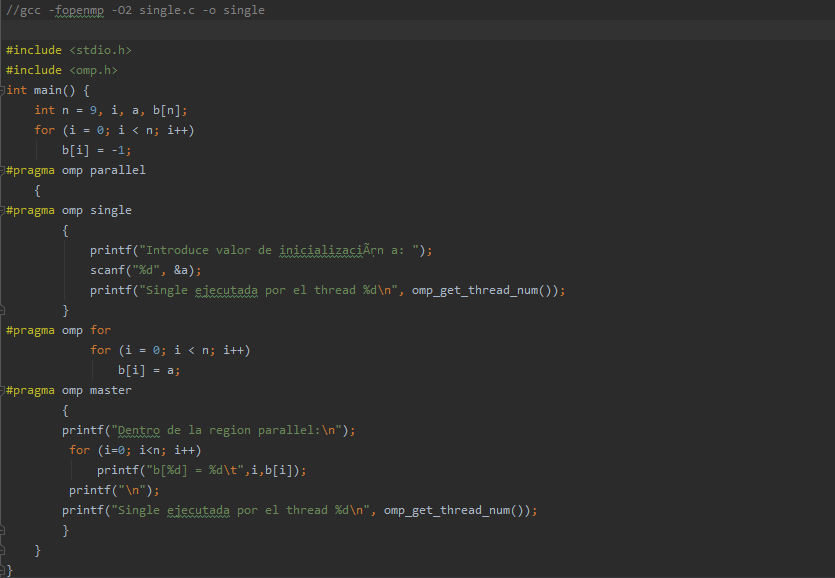 //gcc -fopenmp -O2 single.c -o single
#include <stdio.h>
#include <omp.h>
int main() {
    int n = 9, i, a, b[n];
    for (i = 0; i < n; i++)
        b[i] = -1;
#pragma omp parallel
    {
#pragma omp single
        {
            printf("Introduce valor de inicializaciÃṛn a: ");
            scanf("%d", &a);
            printf("Single ejecutada por el thread %d\n", omp_get_thread_num());
        }
#pragma omp for
            for (i = 0; i < n; i++)
                b[i] = a;
#pragma omp master
        {
        printf("Dentro de la region parallel:\n");
         for (i=0; i<n; i++)
             printf("b[%d] = %d\t",i,b[i]);
         printf("\n");
        printf("Single ejecutada por el thread %d\n", omp_get_thread_num());
        }
    }
}